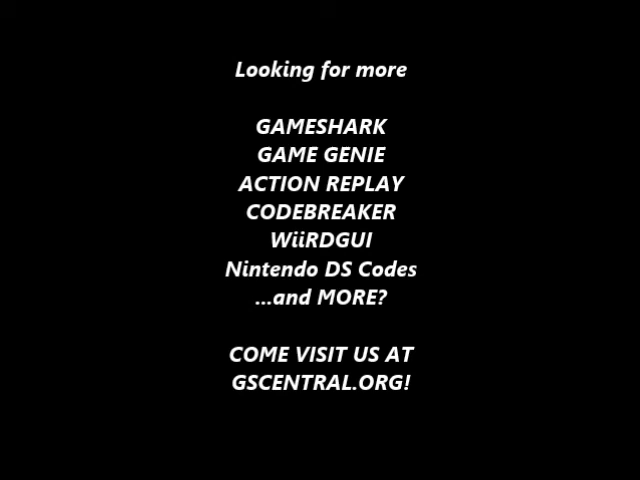 Looking for more
GAMESHARK
GAME GENIE
ACTION REPLAY
CODEBREAKER
WiiRDGUI
Nintendo DS Codes
...and MORE?
COME VISIT US AT
GSCENTRAL.ORG!